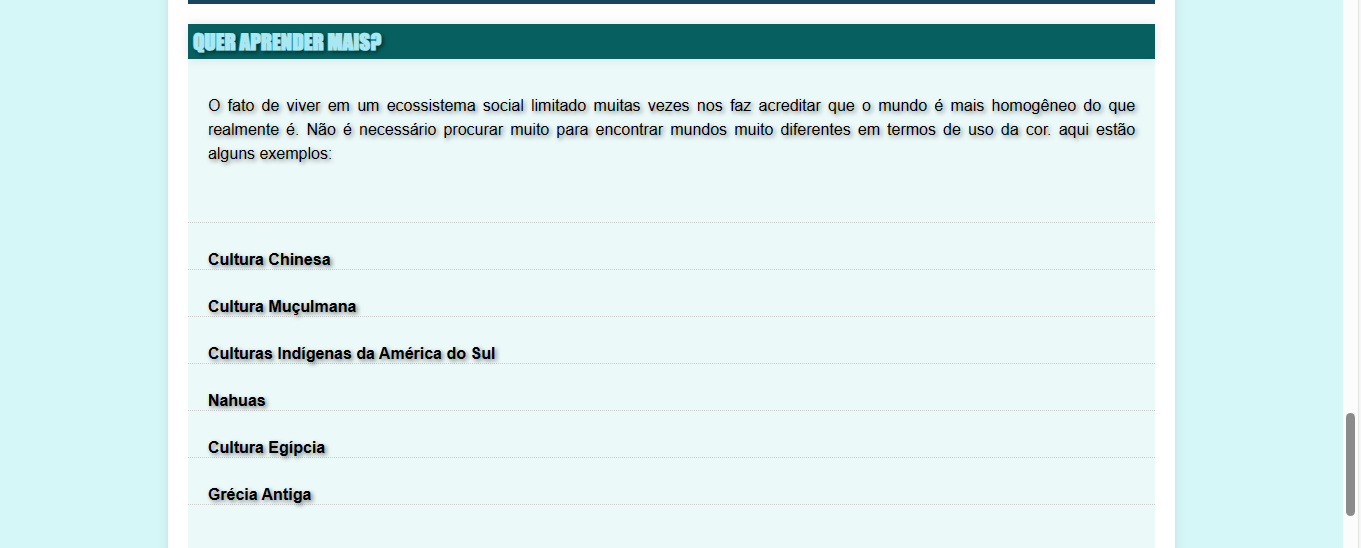 QUER APRENDER MAIS?
O fato de viver em um ecossistema social limitado muitas vezes nos faz acreditar que o mundo é mais homogêneo do que
realmente é. Não é necessário procurar muito para encontrar mundos muito diferentes em termos de uso da cor. aqui estão
alguns exemplos:
Cultura Chinesa
Cultura Muçulmana
Culturas Indígenas da América do Sul
Nahuas
Cultura Egípcia
Grécia Antiga